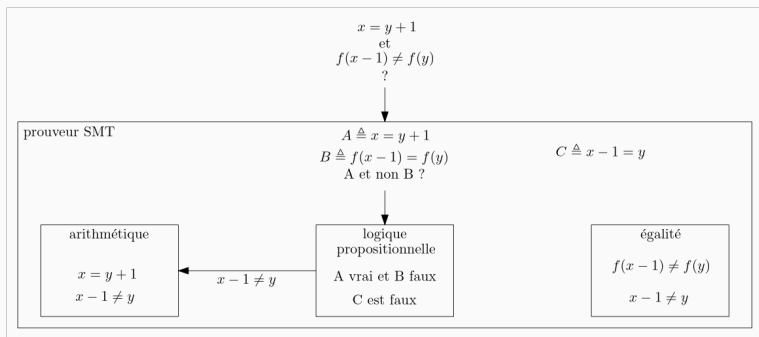 x = y + 1
et
f(x − 1) ≠ f(y)
?
prouveur SMT
A ≜ x = y + 1
B ≜ f(x − 1) = f(y)
A et non B ?
C ≜ x − 1 = y
arithmétique
x = y + 1
x − 1 ≠ y
x − 1 ≠ y
logique
propositionnelle
A vrai et B faux
C est faux
égalité
f(x − 1) ≠ f(y)
x − 1 ≠ y